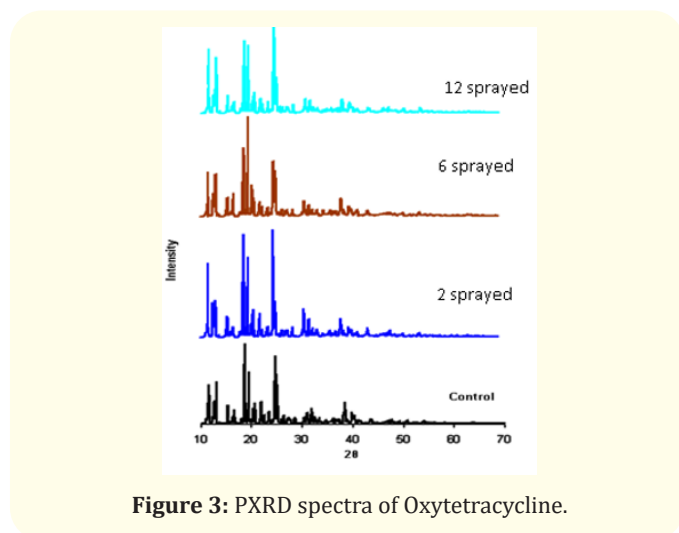 12 sprayed
6 sprayed
2 sprayed
Control
Intensity
10 20 30 40 50 60 70
2θ
Figure 3: PXRD spectra of Oxytetracycline.